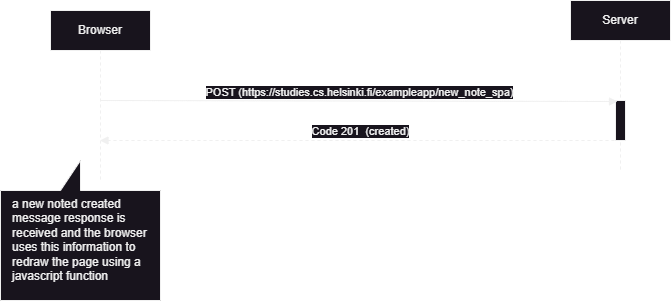 Browser
Server
POST (https://studies.cs.helsinki.fi/exampleapp/new_note_spa)
Code 201 (created)
a new noted created
message response is
received and the browser
uses this information to
redraw the page using a
javascript function